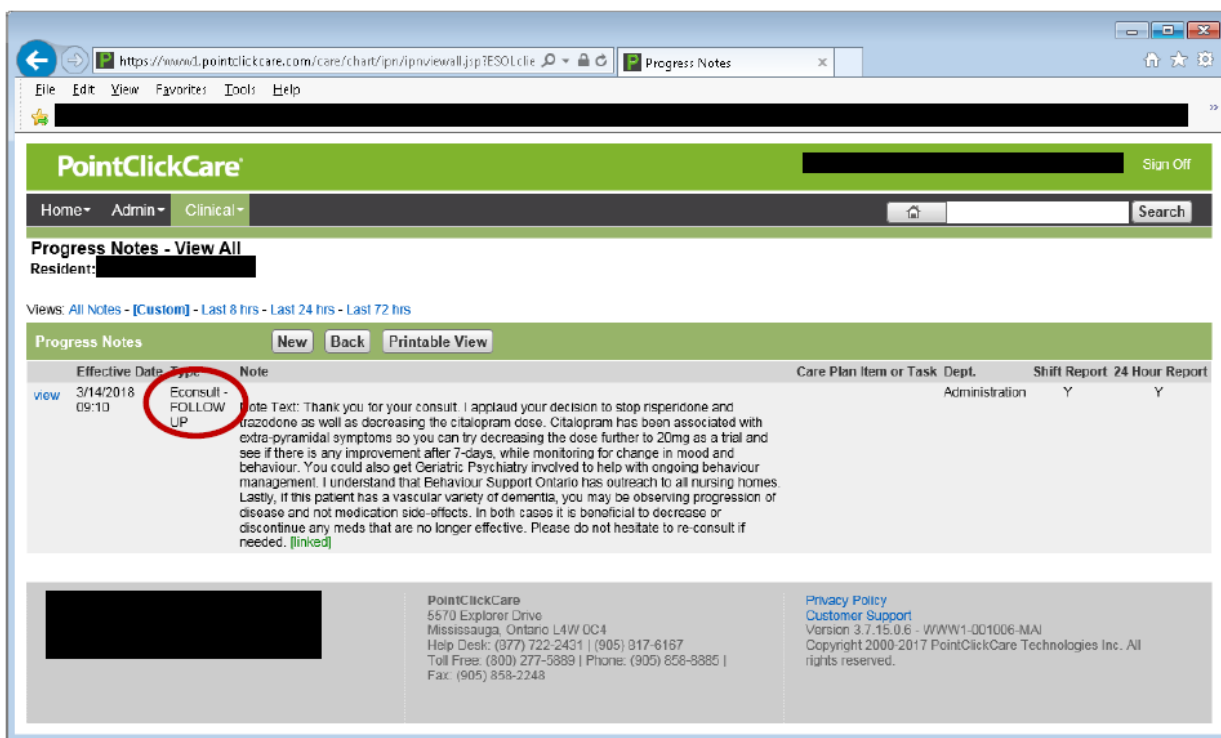 https://www1.pointclickcare.com/care/chart/ipn/ipnviewall.jsp?ESOLclie
Progress Notes
File Edit View Favorites Tools Help
PointClickCare
Sign Off
Home Admin Clinical
Search
Progress Notes - View All
Resident:
Views: All Notes - [Custom] - Last 8 hrs - Last 24 hrs - Last 72 hrs
Progress Notes New Back Printable View
Effective Date Type Note Care Plan Item or Task Dept. Shift Report 24 Hour Report
view 3/14/2018 Econsult - Administration Y Y
09:10 FOLLOW Note Text: Thank you for your consult. I applaud your decision to stop risperidone and
UP trazodone as well as decreasing the citalopram dose. Citalopram has been associated with
extra-pyramidal symptoms so you can try decreasing the dose further to 20mg as a trial and
see if there is any improvement after 7-days, while monitoring for change in mood and
behaviour. You could also get Geriatric Psychiatry involved to help with ongoing behaviour
management. I understand that Behaviour Support Ontario has outreach to all nursing homes.
Lastly, if this patient has a vascular variety of dementia, you may be observing progression of
disease and not medication side-effects. In both cases it is beneficial to decrease or
discontinue any meds that are no longer effective. Please do not hesitate to re-consult if
needed. [linked]
PointClickCare
5570 Explorer Drive
Mississauga, Ontario L4W 0C4
Help Desk: (877) 722-2431 | (905) 817-6167
Toll Free: (800) 277-5889 | Phone: (905) 858-8885 |
Fax: (905) 858-2248
Privacy Policy
Customer Support
Version 3.7.15.0.6 - WWW1-001006-MAI
Copyright 2000-2017 PointClickCare Technologies Inc. All
rights reserved.